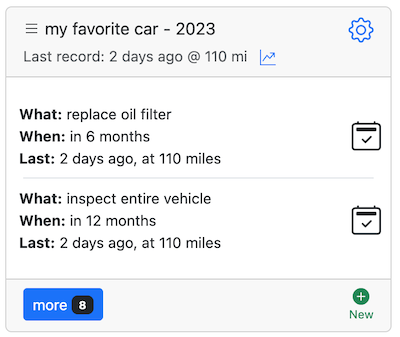 my favorite car - 2023
Last record: 2 days ago @ 110 mi
What: replace oil filter
When: in 6 months
Last: 2 days ago, at 110 miles
What: inspect entire vehicle
When: in 12 months
Last: 2 days ago, at 110 miles
more 8
New